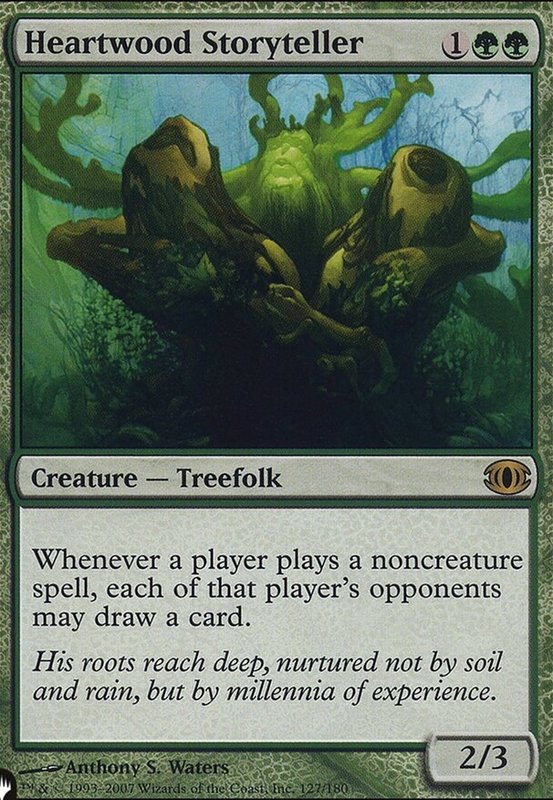 Heartwood Storyteller 1
Creature — Treefolk
Whenever a player plays a noncreature
spell, each of that player's opponents
may draw a card.
His roots reach deep, nurtured not by soil
and rain, but by millennia of experience.
2/3
Anthony S. Waters
™ & © 1993–2007 Wizards of the Coast, Inc. 127/180